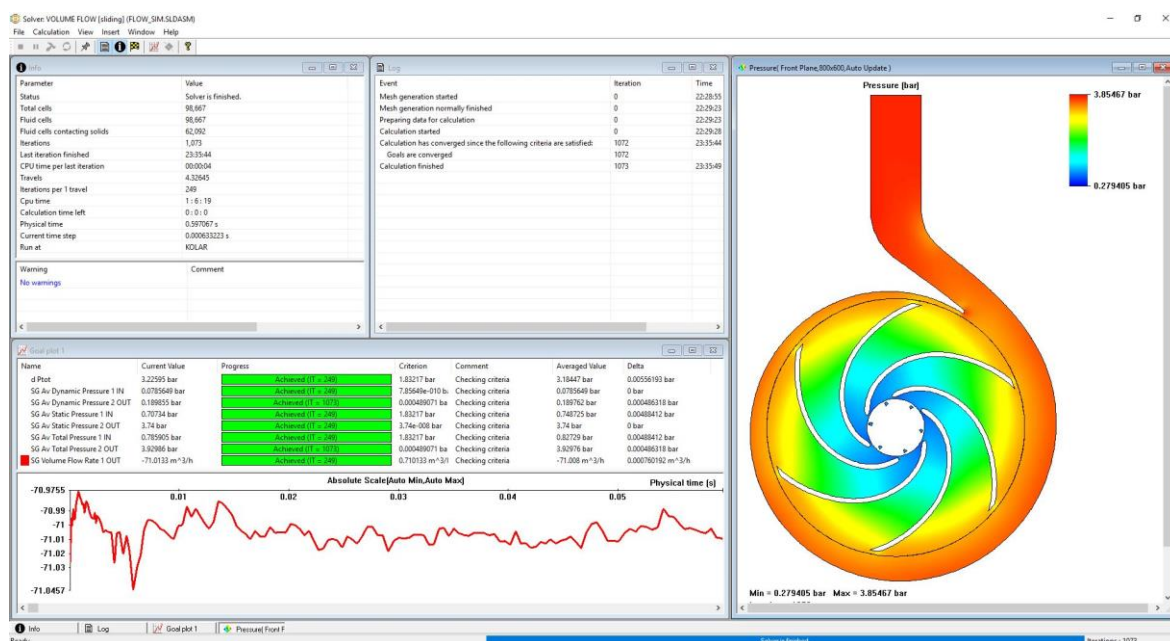 Solver: VOLUME FLOW [sliding] (FLOW_SIM.SLDASM)
File Calculation View Insert Window Help
Info
Parameter Value
Status Solver is finished.
Total cells 98,667
Fluid cells 98,667
Fluid cells contacting solids 62,092
Iterations 1,073
Last iteration finished 23:35:44
CPU time per last iteration 00:00:04
Travels 4.32645
Iterations per 1 travel 249
Cpu time 1 : 6 : 19
Calculation time left 0 : 0 : 0
Physical time 0.597067 s
Current time step 0.000633223 s
Run at KOLAR
Warning Comment
No warnings
Log
Event Iteration Time
Mesh generation started 0 22:28:55
Mesh generation normally finished 0 22:29:23
Preparing data for calculation 0 22:29:23
Calculation started 0 22:29:28
Calculation has converged since the following criteria are satisfied: 1072 23:35:44
Goals are converged 1072
Calculation finished 1073 23:35:49
Goal plot 1
Name Current Value Progress Criterion Comment Averaged Value Delta
d Ptot 3.22595 bar Achieved (IT = 249) 1.83217 bar Checking criteria 3.18447 bar 0.00556193 bar
SG Av Dynamic Pressure 1 IN 0.0785649 bar Achieved (IT = 249) 7.85649e-010 b. Checking criteria 0.0785649 bar 0 bar
SG Av Dynamic Pressure 2 OUT 0.189855 bar Achieved (IT = 1073) 0.000489071 ba Checking criteria 0.189762 bar 0.000486318 bar
SG Av Static Pressure 1 IN 0.70734 bar Achieved (IT = 249) 1.83217 bar Checking criteria 0.748725 bar 0.00488412 bar
SG Av Static Pressure 2 OUT 3.74 bar Achieved (IT = 249) 3.74e-008 bar Checking criteria 3.74 bar 0 bar
SG Av Total Pressure 1 IN 0.785905 bar Achieved (IT = 249) 1.83217 bar Checking criteria 0.82729 bar 0.00488412 bar
SG Av Total Pressure 2 OUT 3.92986 bar Achieved (IT = 1073) 0.000489071 ba Checking criteria 3.92976 bar 0.000486318 bar
SG Volume Flow Rate 1 OUT -71.0133 m^3/h Achieved (IT = 249) 0.710133 m^3/l Checking criteria -71.008 m^3/h 0.000760192 m^3/h
Absolute Scale(Auto Min,Auto Max) Physical time [s]
0.01 0.02 0.03 0.04 0.05
-70.9755
-70.99
-71
-71.01
-71.02
-71.03
-71.0457
Pressure( Front Plane,800x600,Auto Update )
Pressure [bar]
3.85467 bar
0.279405 bar
Min = 0.279405 bar Max = 3.85467 bar
Info Log Goal plot 1 Pressure( Front F
Ready Solver is finished. Iterations : 1073